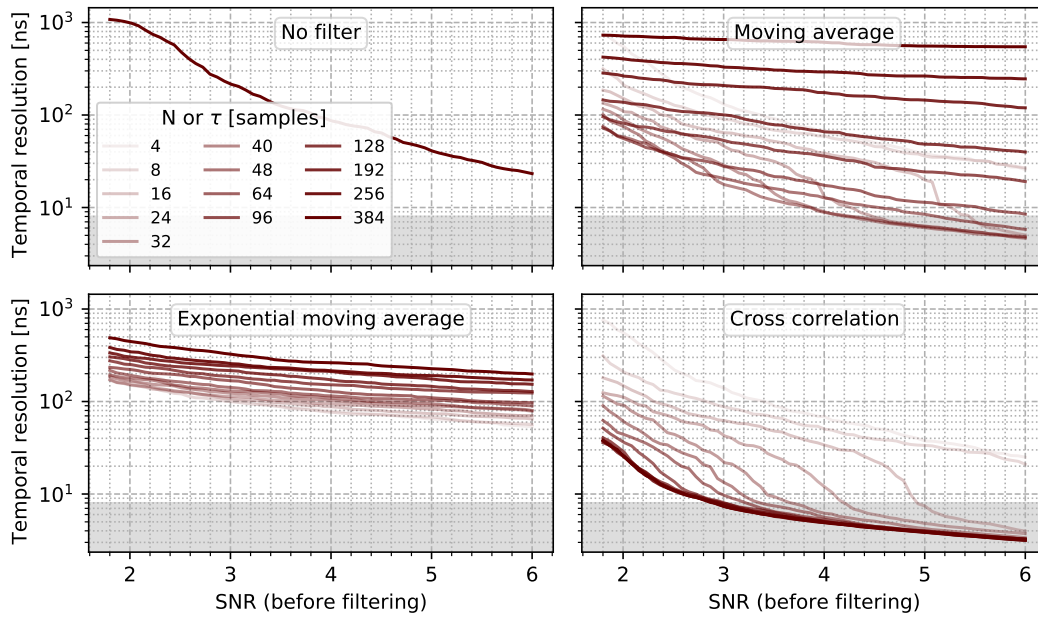 No filter
Moving average
Temporal resolution [ns]
10³
10²
10¹
N or τ [samples]
4 40 128
8 48 192
16 64 256
24 96 384
32
Exponential moving average
Cross correlation
Temporal resolution [ns]
10³
10²
10¹
2 3 4 5 6
2 3 4 5 6
SNR (before filtering)
SNR (before filtering)